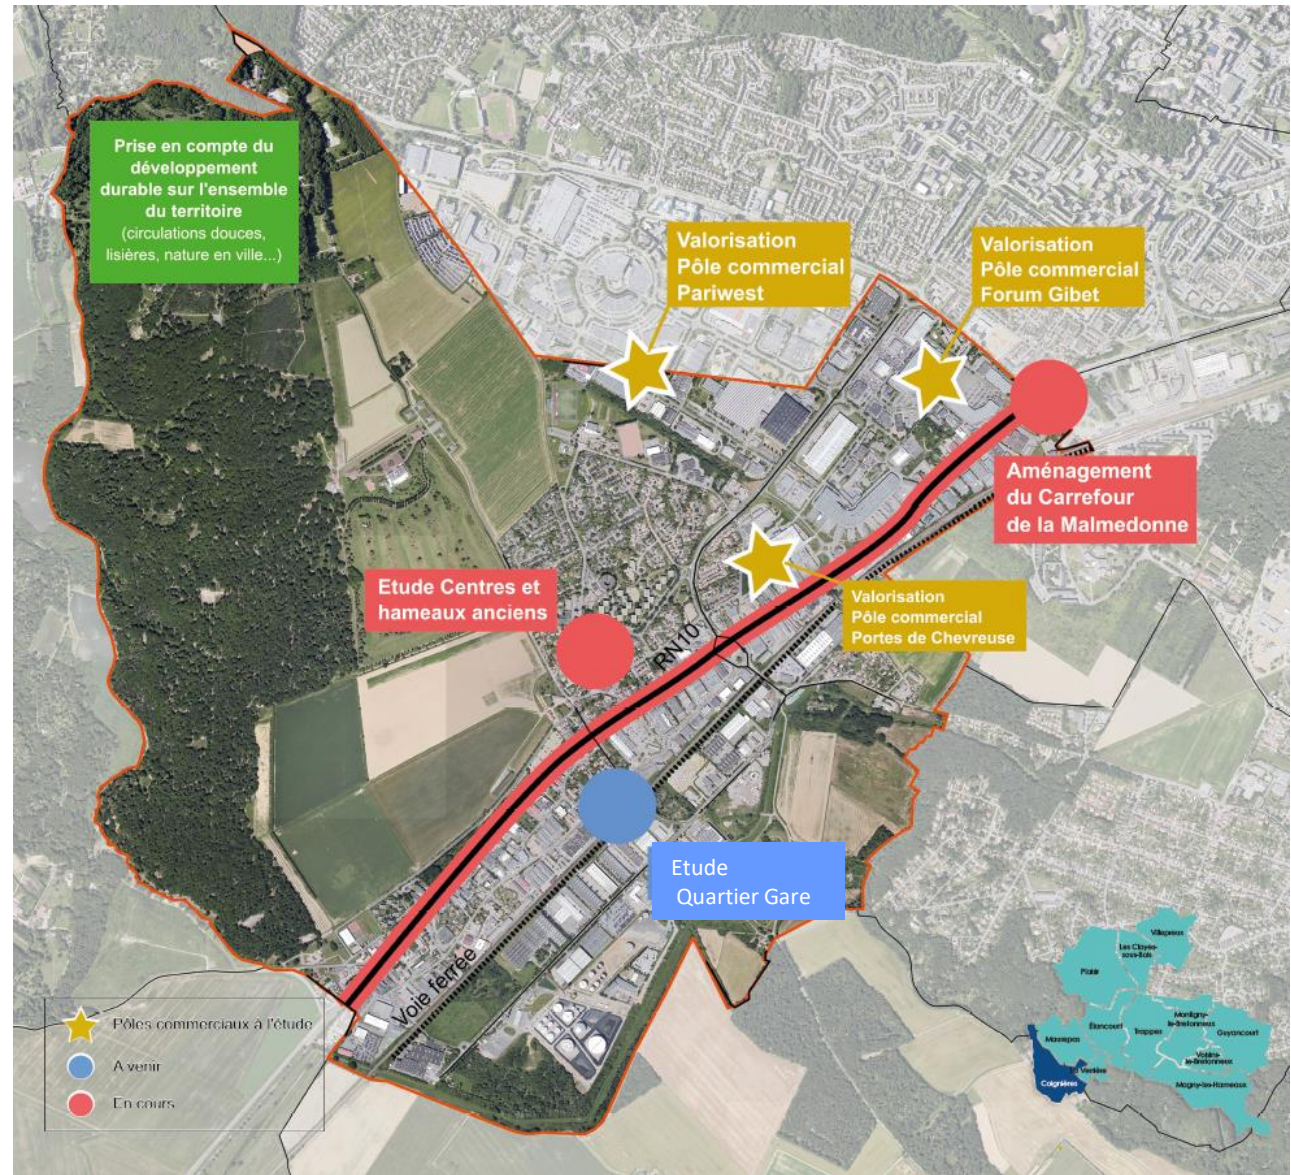 Prise en compte du
développement
durable sur l'ensemble
du territoire
(circulations douces,
lisières, nature en ville...)
Valorisation
Pôle commercial
Pariwest
Valorisation
Pôle commercial
Forum Gibet
Aménagement
du Carrefour
de la Malmedonne
Etude Centres et
hameaux anciens
Valorisation
Pôle commercial
Portes de Chevreuse
RN10
Etude
Quartier Gare
Voie ferrée
Pôles commerciaux à l'étude
A venir
En cours
Villepreux
Les Clayes-
sous-Bois
Plaisir
Montigny-
le-Bretonneux
Élancourt
Trappes
Guyancourt
Maurepas
Voisins-
le-Bretonneux
La Verrière
Coignières
Magny-les-Hameaux